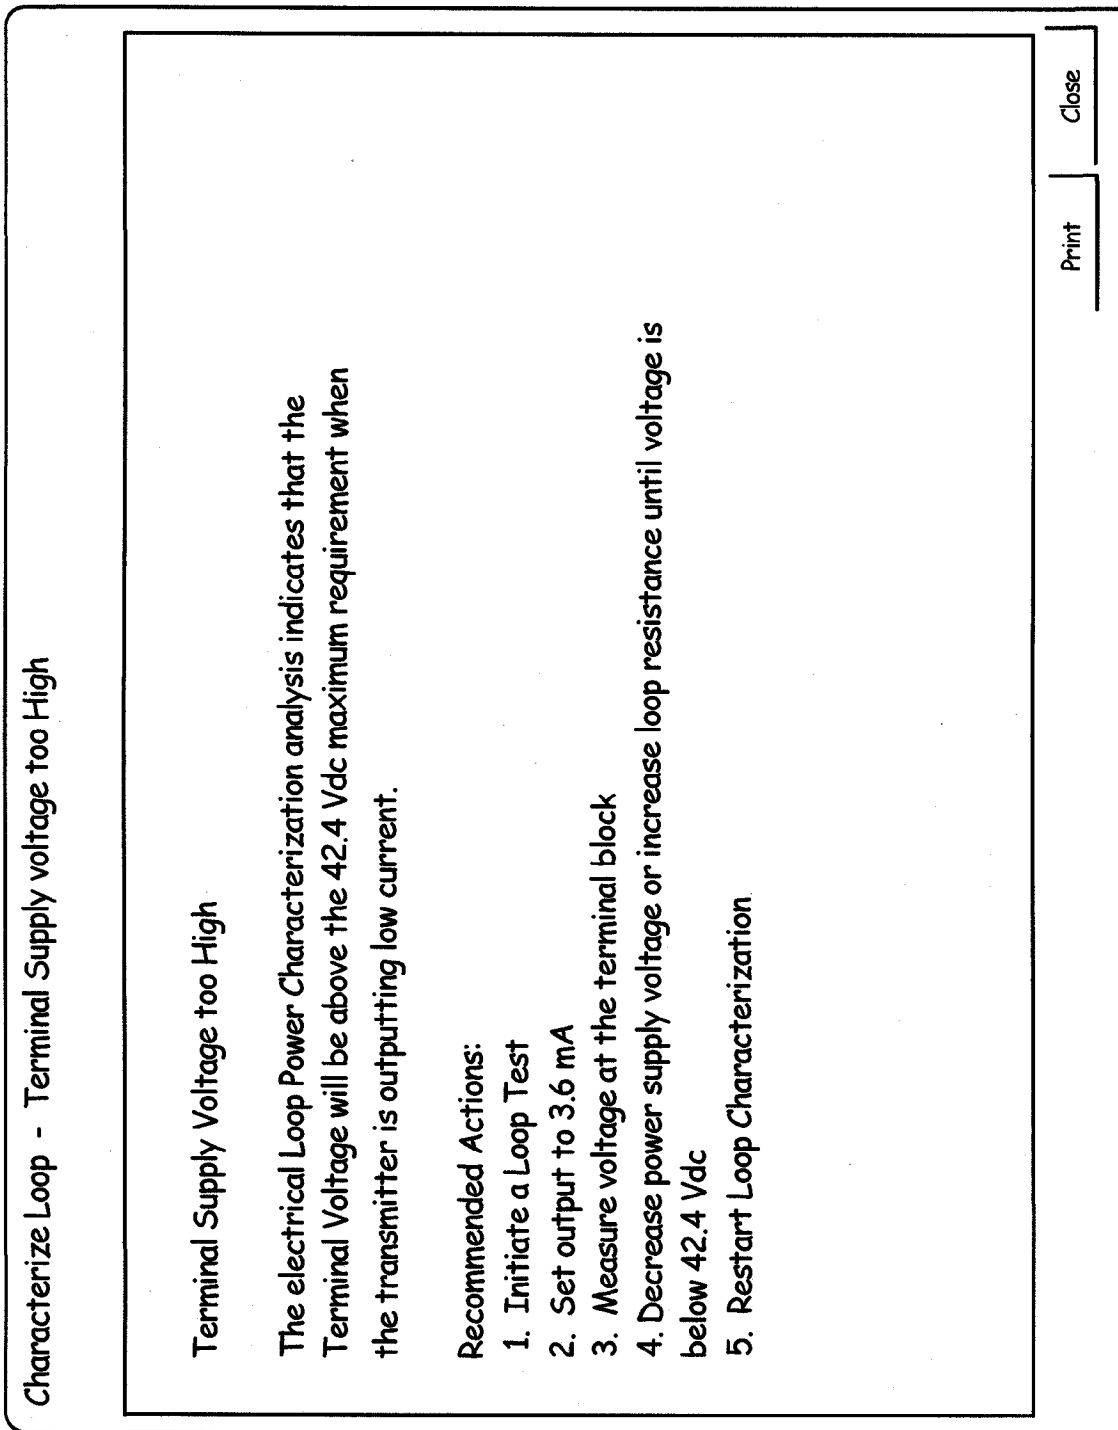 Characterize Loop - Terminal Supply voltage too High
Terminal Supply Voltage too High
The electrical Loop Power Characterization analysis indicates that the
Terminal Voltage will be above the 42.4 Vdc maximum requirement when
the transmitter is outputting low current.
Recommended Actions:
1. Initiate a Loop Test
2. Set output to 3.6 mA
3. Measure voltage at the terminal block
4. Decrease power supply voltage or increase loop resistance until voltage is
below 42.4 Vdc
5. Restart Loop Characterization
Print
Close